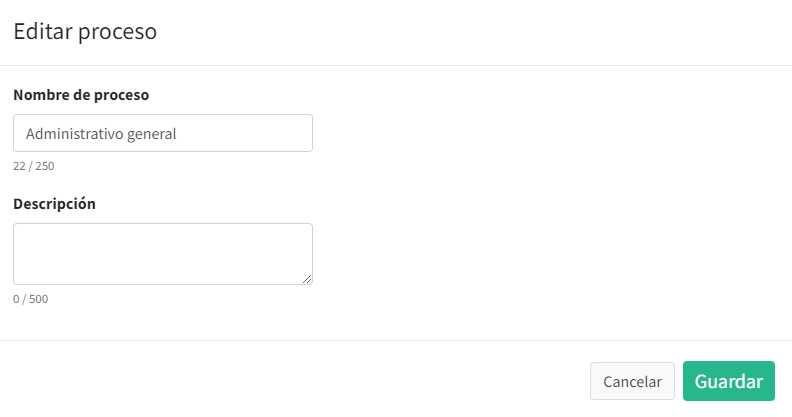 Editar proceso
Nombre de proceso
Administrativo general
22 / 250
Descripción
0 / 500
Cancelar Guardar